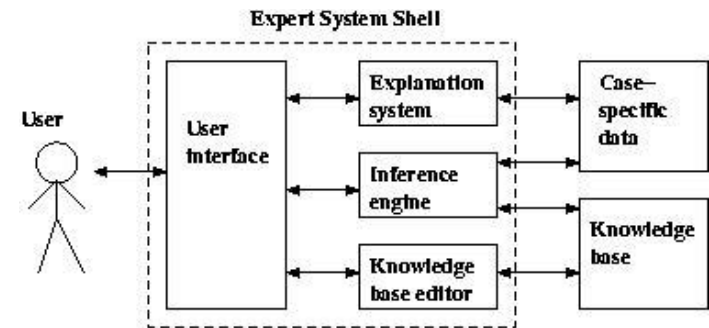 Expert System Shell
User
User
interface
Explanation
system
Inference
engine
Knowledge
base editor
Case-
specific
data
Knowledge
base